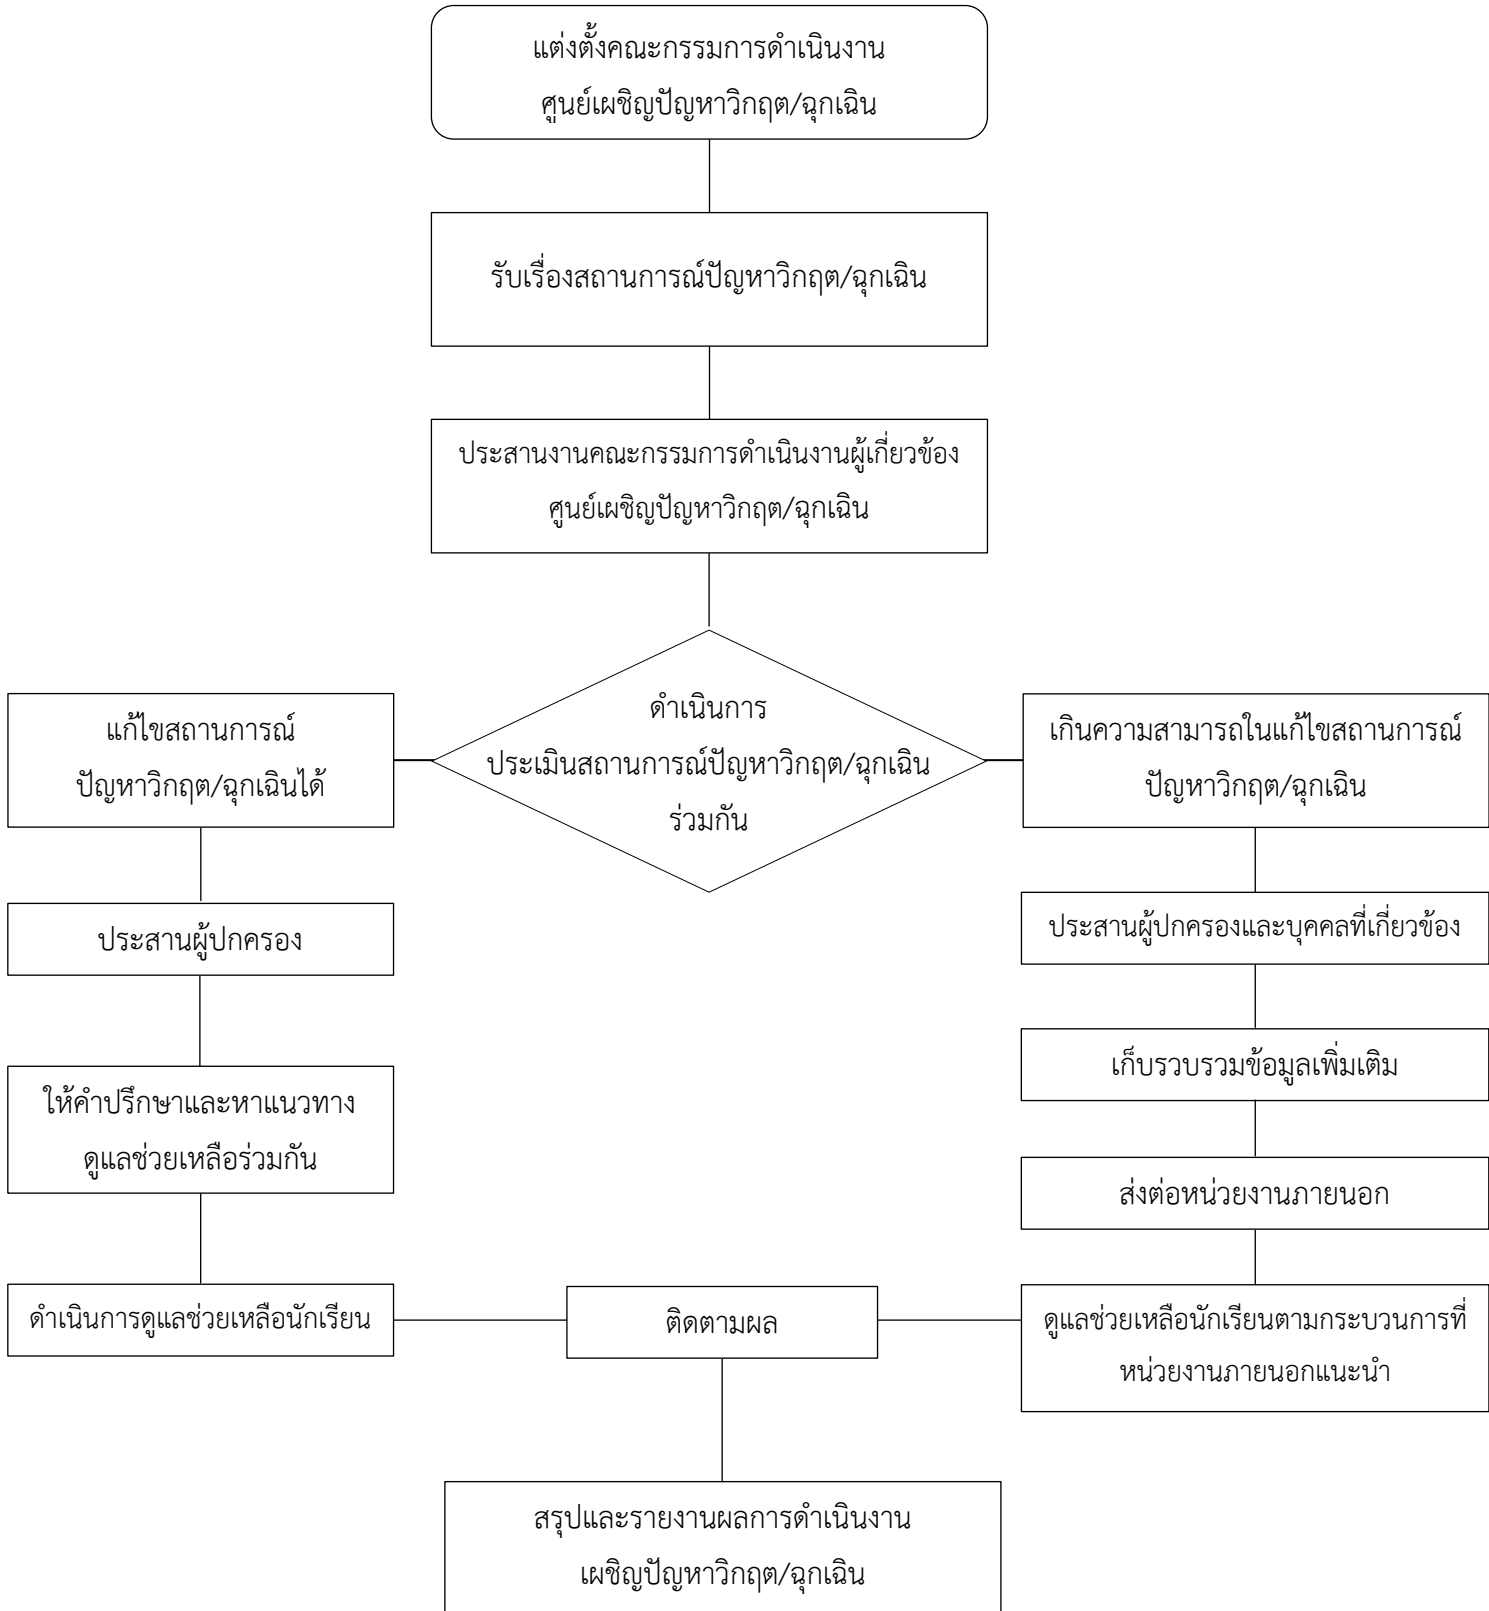 แต่งตั้งคณะกรรมการดำเนินงาน
ศูนย์เผชิญปัญหาวิกฤต/ฉุกเฉิน
รับเรื่องสถานการณ์ปัญหาวิกฤต/ฉุกเฉิน
ประสานงานคณะกรรมการดำเนินงานผู้เกี่ยวข้อง
ศูนย์เผชิญปัญหาวิกฤต/ฉุกเฉิน
ดำเนินการ
ประเมินสถานการณ์ปัญหาวิกฤต/ฉุกเฉิน
ร่วมกัน
แก้ไขสถานการณ์
ปัญหาวิกฤต/ฉุกเฉินได้
ประสานผู้ปกครอง
ให้คำปรึกษาและหาแนวทาง
ดูแลช่วยเหลือร่วมกัน
ดำเนินการดูแลช่วยเหลือนักเรียน
เกินความสามารถในแก้ไขสถานการณ์
ปัญหาวิกฤต/ฉุกเฉิน
ประสานผู้ปกครองและบุคคลที่เกี่ยวข้อง
เก็บรวบรวมข้อมูลเพิ่มเติม
ส่งต่อหน่วยงานภายนอก
ดูแลช่วยเหลือนักเรียนตามกระบวนการที่
หน่วยงานภายนอกแนะนำ
ติดตามผล
สรุปและรายงานผลการดำเนินงาน
เผชิญปัญหาวิกฤต/ฉุกเฉิน